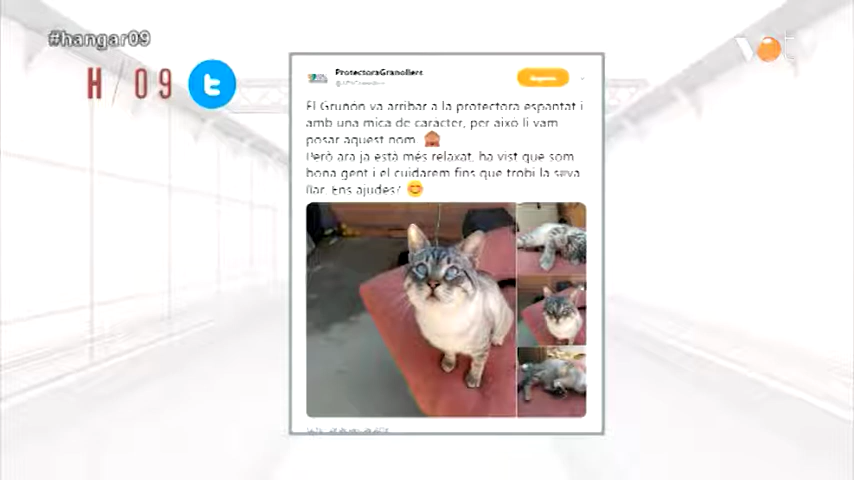 #hangar09
VOTV
H/09
ProtectoraGranollers
El Grunón va arribar a la protectora espantat i
amb una mica de caràcter, per això li vam
posar aquest nom.
Però ara ja està més relaxat, ha vist que som
bona gent i el cuidarem fins que trobi la seva
llar. Ens ajudes?